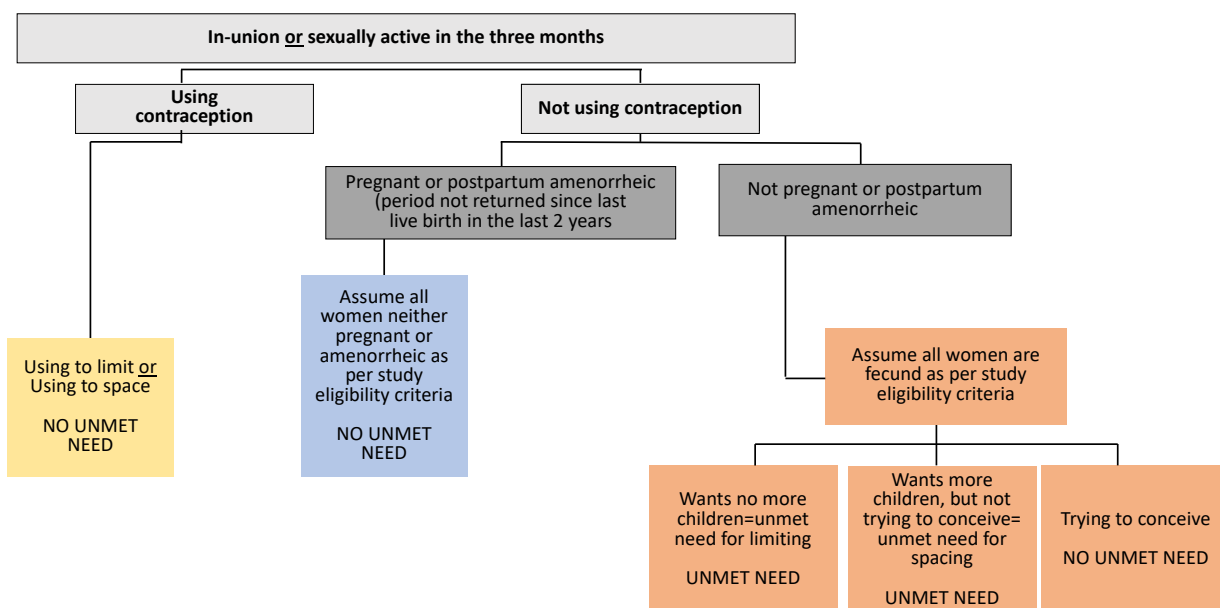 In-union or sexually active in the three months
Using
contraception
Not using contraception
Pregnant or postpartum amenorrheic
(period not returned since last
live birth in the last 2 years
Not pregnant or postpartum
amenorrheic
Assume all
women neither
pregnant or
amenorrheic as
per study
eligibility criteria
NO UNMET
NEED
Using to limit or
Using to space
NO UNMET
NEED
Assume all women are
fecund as per study
eligibility criteria
Wants no more
children=unmet
need for limiting
UNMET NEED
Wants more
children, but not
trying to conceive=
unmet need for
spacing
UNMET NEED
Trying to conceive
NO UNMET NEED